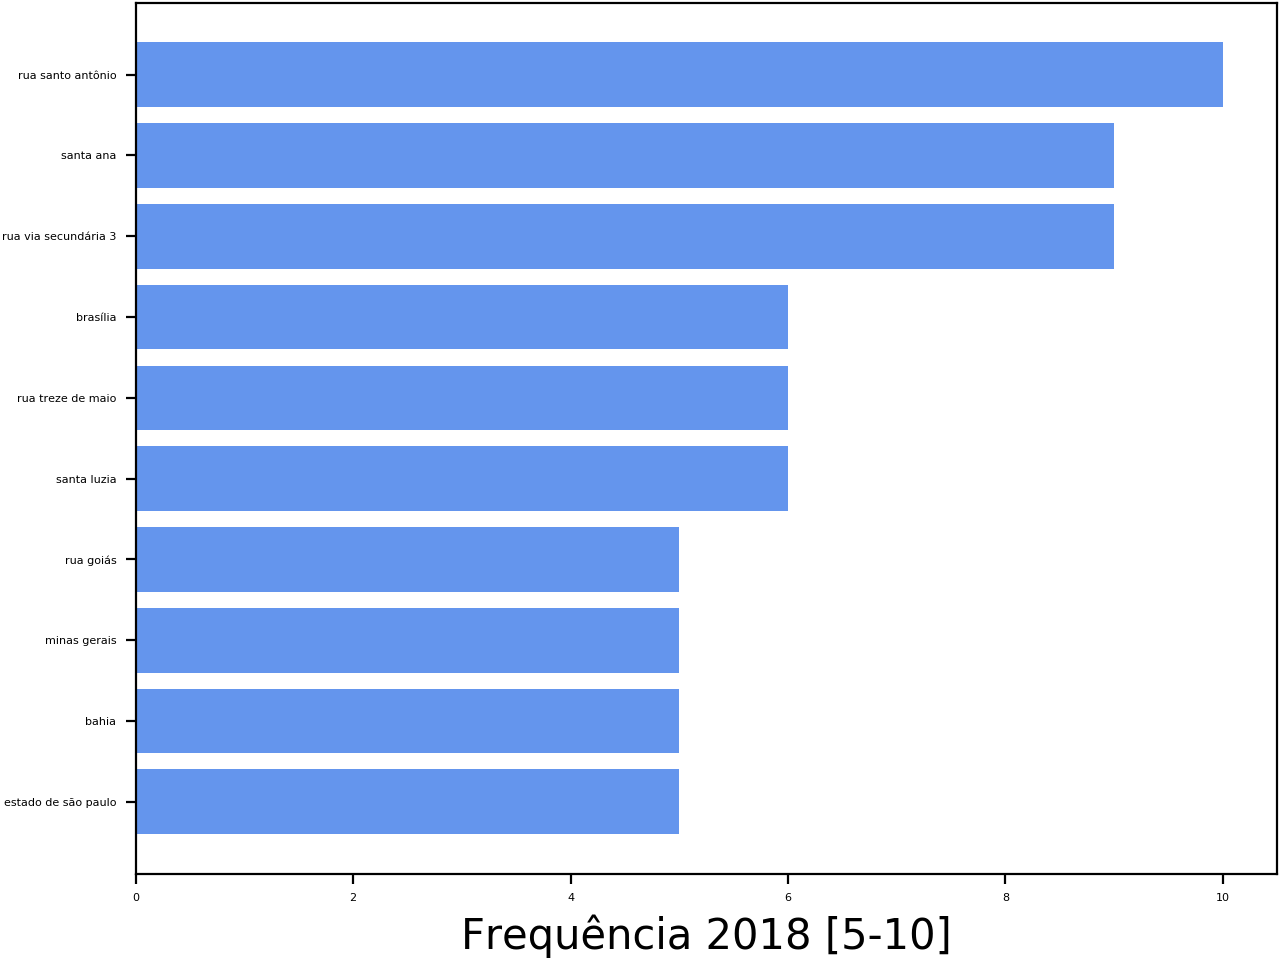 rua santo antônio
santa ana
rua via secundária 3
brasília
rua treze de maio
santa luzia
rua goiás
minas gerais
bahia
estado de são paulo
0 2 4 6 8 10
Frequência 2018 [5-10]